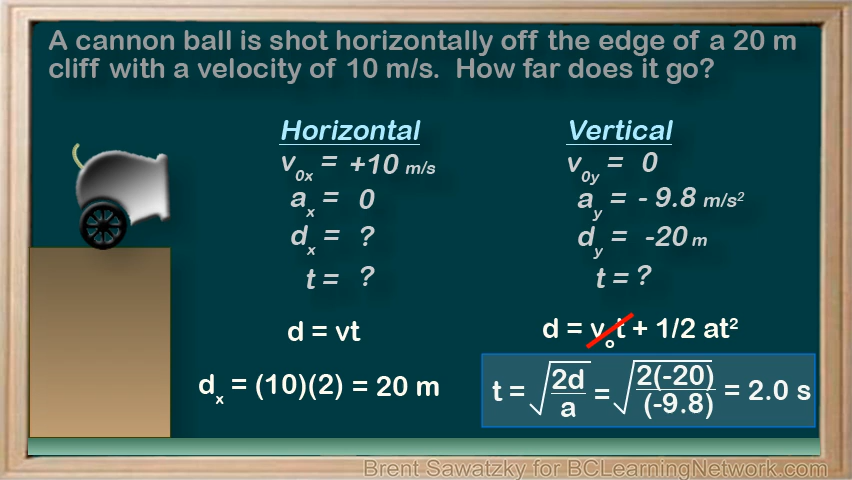 A cannon ball is shot horizontally off the edge of a 20 m
cliff with a velocity of 10 m/s. How far does it go?
Horizontal
v₀ₓ = +10 m/s
aₓ = 0
dₓ = ?
t = ?
d = vt
dₓ = (10)(2) = 20 m
Vertical
v₀y = 0
ay = - 9.8 m/s²
dy = -20 m
t = ?
d = vₒt + 1/2 at²
t = √(2d/a) = √(2(-20)/(-9.8)) = 2.0 s
Brent Sawatzky for BCLearningNetwork.com